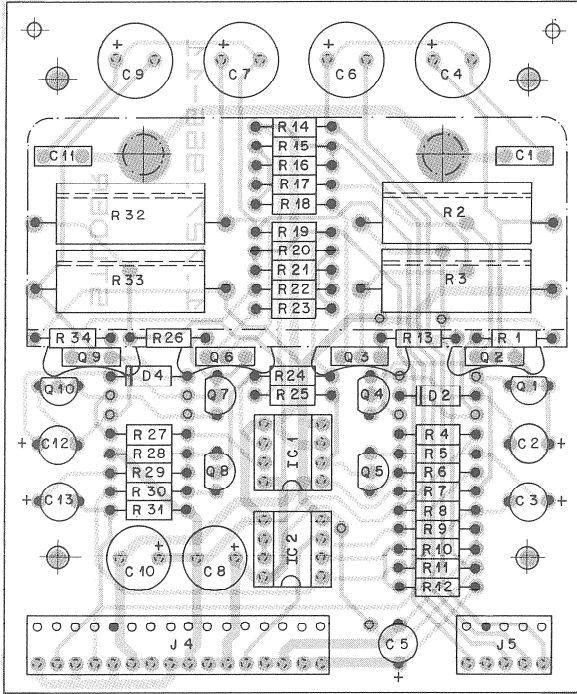 + + + +
C9 C7 C6 C4
R14
R15
C11 R16 C1
R17
R18
R32 R2
R19
R20
R33 R21 R3
R22
R23
R34 R26 R13 R1
Q9 Q6 Q3 Q2
Q10 D4 Q7 R24 Q4 Q1
R25 D2
+ C12 R27 IC1 R4 C2 +
R28 R5
R29 Q8 Q5 R6
+ C13 R30 R7 C3 +
R31 R8
R9
+ + IC2 R10
C10 C8 R11
R12
J4 C5 J5
+